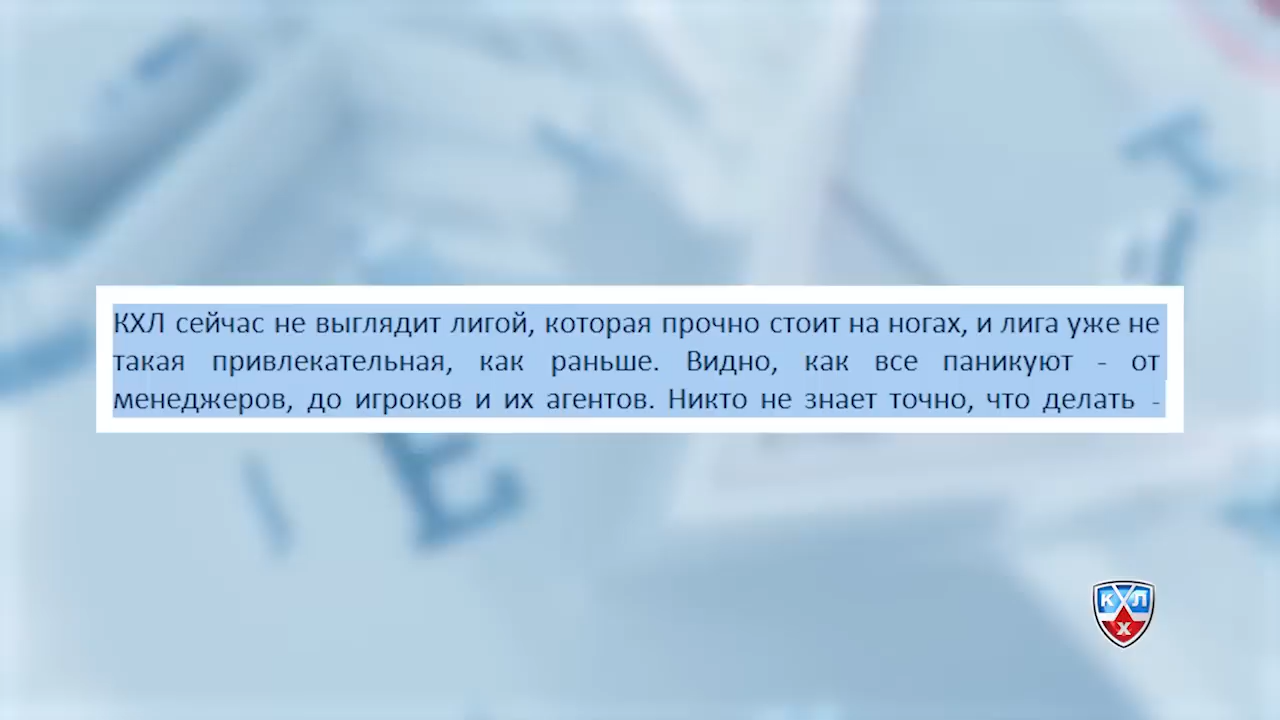 КХЛ сейчас не выглядит лигой, которая прочно стоит на ногах, и лига уже не
такая привлекательная, как раньше. Видно, как все паникуют - от
менеджеров, до игроков и их агентов. Никто не знает точно, что делать -
КХЛ
Х